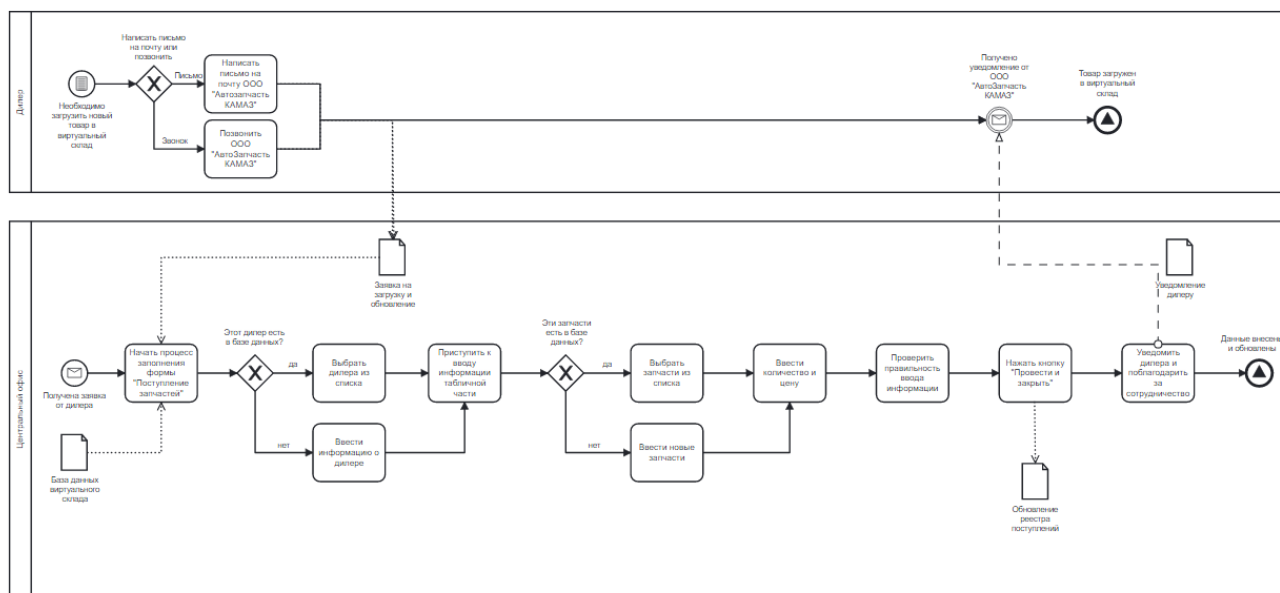 Дилер
Написать письмо
на почту или
позвонить
Необходимо
загрузить новый
товар в
виртуальный
склад
Письмо
Звонок
Написать
письмо на
почту ООО
"Автозапчасть
КАМАЗ"
Позвонить
ООО
"АвтоЗапчасть
КАМАЗ"
Получено
уведомление от
ООО
"АвтоЗапчасть
КАМАЗ"
Товар загружен
в виртуальный
склад
Центральный офис
Заявка на
загрузку и
обновление
Уведомление
дилеру
Получена заявка
от дилера
База данных
виртуального
склада
Начать процесс
заполнения
формы
"Поступление
запчастей"
Этот дилер есть
в базе данных?
да
нет
Выбрать
дилера из
списка
Ввести
информацию о
дилере
Приступить к
вводу
информации
табличной
части
Эти запчасти
есть в базе
данных?
да
нет
Выбрать
запчасти из
списка
Ввести новые
запчасти
Ввести
количество и
цену
Проверить
правильность
ввода
информации
Нажать кнопку
"Провести и
закрыть"
Обновление
реестра
поступлений
Уведомить
дилера и
поблагодарить
за
сотрудничество
Данные внесены
и обновлены